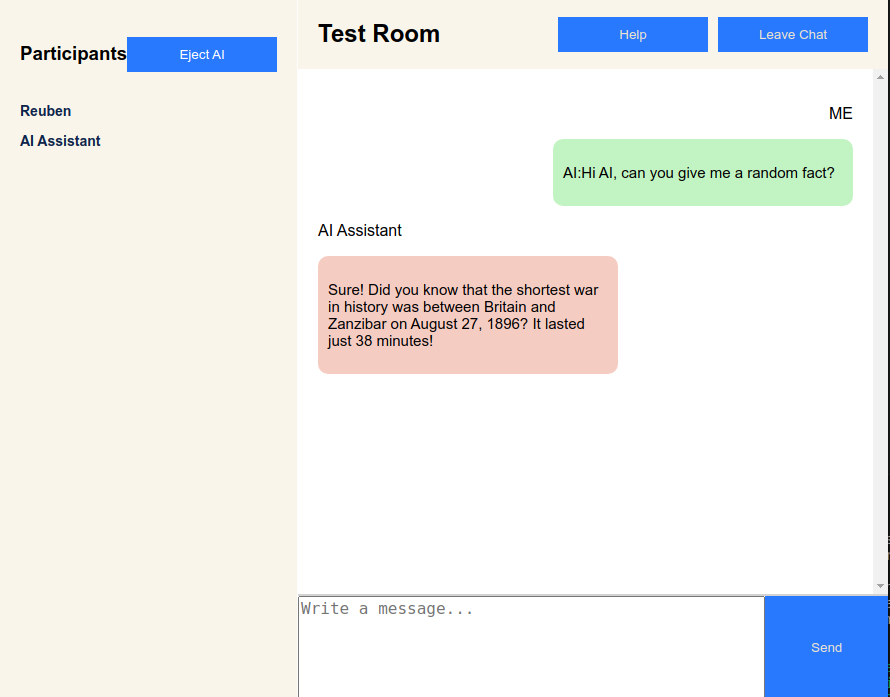 Participants
Eject AI
Reuben
AI Assistant
Test Room
Help
Leave Chat
ME
AI:Hi AI, can you give me a random fact?
AI Assistant
Sure! Did you know that the shortest war
in history was between Britain and
Zanzibar on August 27, 1896? It lasted
just 38 minutes!
Write a message...
Send